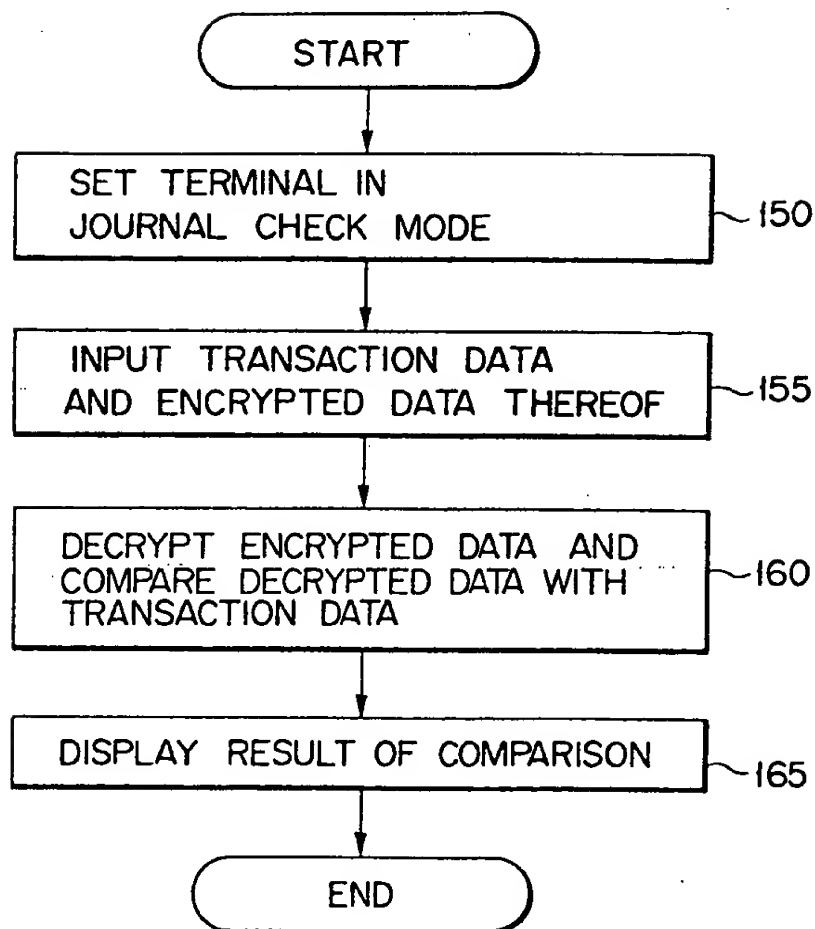 START
SET TERMINAL IN
JOURNAL CHECK MODE
150
INPUT TRANSACTION DATA
AND ENCRYPTED DATA THEREOF
155
DECRYPT ENCRYPTED DATA AND
COMPARE DECRYPTED DATA WITH
TRANSACTION DATA
160
DISPLAY RESULT OF COMPARISON
165
END